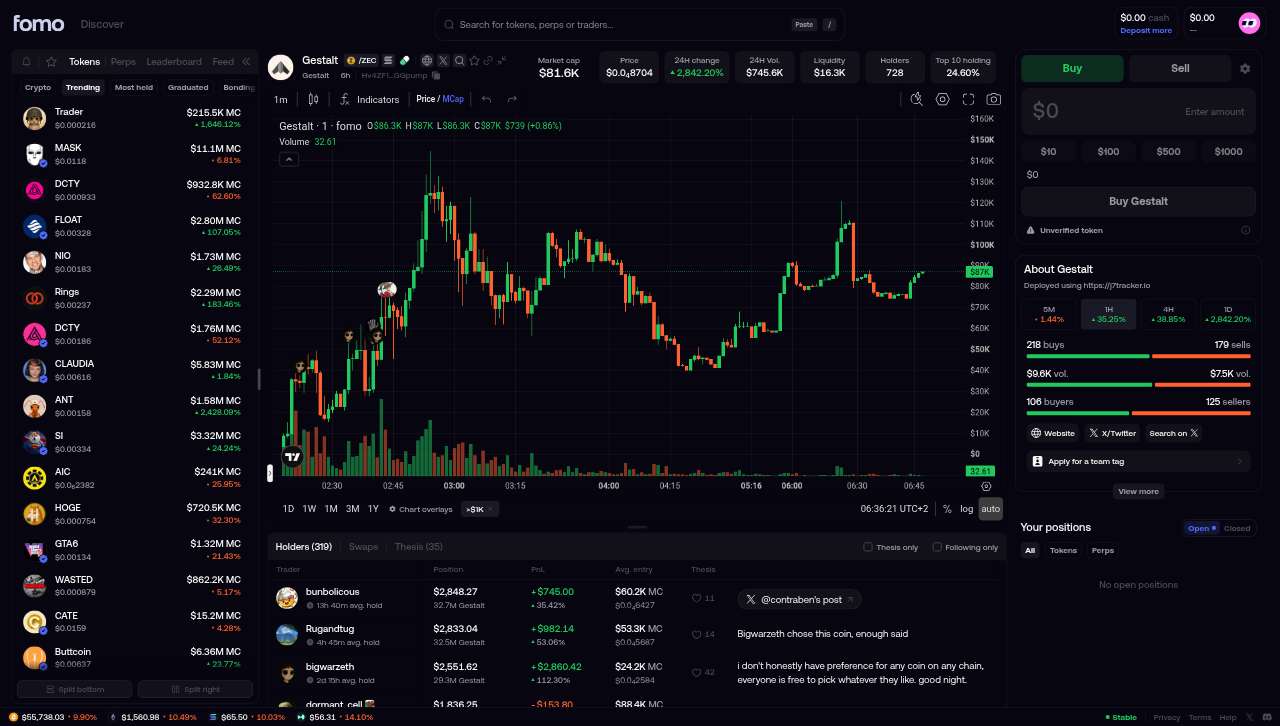 fomo Discover
Search for tokens, perps or traders... Paste /
$0.00 cash
Deposit more
$0.00
Tokens Perps Leaderboard Feed
Crypto Trending Most held Graduated Bonding
Trader $215.5K MC
$0.000216 1,646.12%
MASK $11.1M MC
$0.0118 6.81%
DCTY $932.8K MC
$0.000933 62.60%
FLOAT $2.80M MC
$0.00328 107.05%
NIO $1.73M MC
$0.00183 26.49%
Rings $2.29M MC
$0.00237 183.46%
DCTY $1.76M MC
$0.00186 52.12%
CLAUDIA $5.83M MC
$0.00616 1.84%
ANT $1.58M MC
$0.00158 2,428.09%
SI $3.32M MC
$0.00334 24.24%
AIC $241K MC
25.95%
HOGE $720.5K MC
$0.000754 32.30%
GTA6 $1.32M MC
$0.00134 21.43%
WASTED $862.2K MC
$0.000879 5.17%
CATE $15.2M MC
$0.0159 4.28%
Buttcoin $6.36M MC
$0.00637 23.77%
Split bottom Split right
Gestalt /ZEC
Gestalt 6h Hv4ZF1...GGpump
Market cap
$81.6K
Price
$0.0₄8704
24H change
2,842.20%
24H Vol.
$745.6K
Liquidity
$16.3K
Holders
728
Top 10 holding
24.60%
1m Indicators Price / MCap
Gestalt · 1 · fomo O$86.3K H$87K L$86.3K C$87K $739 (+0.86%)
Volume 32.61
$160K
$150K
$140K
$130K
$120K
$110K
$100K
$90K
$87K
$80K
$70K
$60K
$50K
$40K
$30K
$20K
$10K
$0
32.61
02:30 02:45 03:00 03:15 04:00 04:15 05:16 06:00 06:30 06:45
1D 1W 1M 3M 1Y Chart overlays >$1K
06:36:21 UTC+2 % log auto
Holders (319) Swaps Thesis (35) Thesis only Following only
Trader Position PnL Avg. entry Thesis
bunbolicous $2,848.27 +$745.00 $60.2K MC
13h 40m avg. hold 32.7M Gestalt 35.42% $0.0₄6427
11 @contraben's post
Rugandtug $2,833.04 +$982.14 $53.3K MC
4h 45m avg. hold 32.5M Gestalt 53.06% $0.0₄5687
14 Bigwarzeth chose this coin, enough said
bigwarzeth $2,551.62 +$2,860.42 $24.2K MC
2d 15h avg. hold 29.3M Gestalt 112.30% $0.0₄2584
42 i don't honestly have preference for any coin on any chain,
everyone is free to pick whatever they like. good night.
dormant_cell $1,836.25 -$153.80 $88.4K MC
Buy Sell
$0 Enter amount
$10 $100 $500 $1000
$0
Buy Gestalt
Unverified token
About Gestalt
Deployed using https://j7tracker.io
5M
1.44%
1H
35.25%
4H
38.85%
1D
2,842.20%
218 buys 179 sells
$9.6K vol. $7.5K vol.
106 buyers 125 sellers
Website X/Twitter Search on X
Apply for a team tag
View more
Your positions Open Closed
All Tokens Perps
No open positions
$55,738.03 9.90% $1,560.98 10.49% $65.50 10.03% $56.31 14.10%
Stable Privacy Terms Help